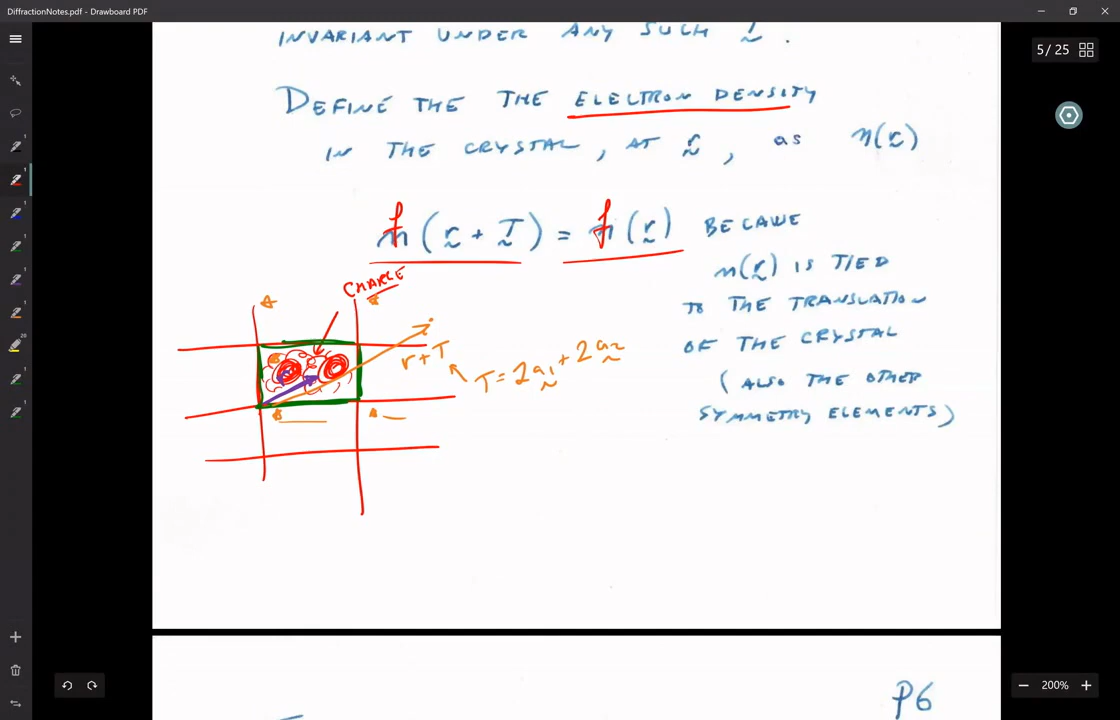 DiffractionNotes.pdf - Drawboard PDF
INVARIANT UNDER ANY SUCH T.
5 / 25
DEFINE THE THE ELECTRON DENSITY
IN THE CRYSTAL, AT r, as n(r)
f(r + T) = f(r) BECAUSE
n(r) IS TIED
TO THE TRANSLATION
OF THE CRYSTAL
(ALSO THE OTHER
SYMMETRY ELEMENTS)
CHARGE
r+T
T = 2a1 + 2a2
200%
P6